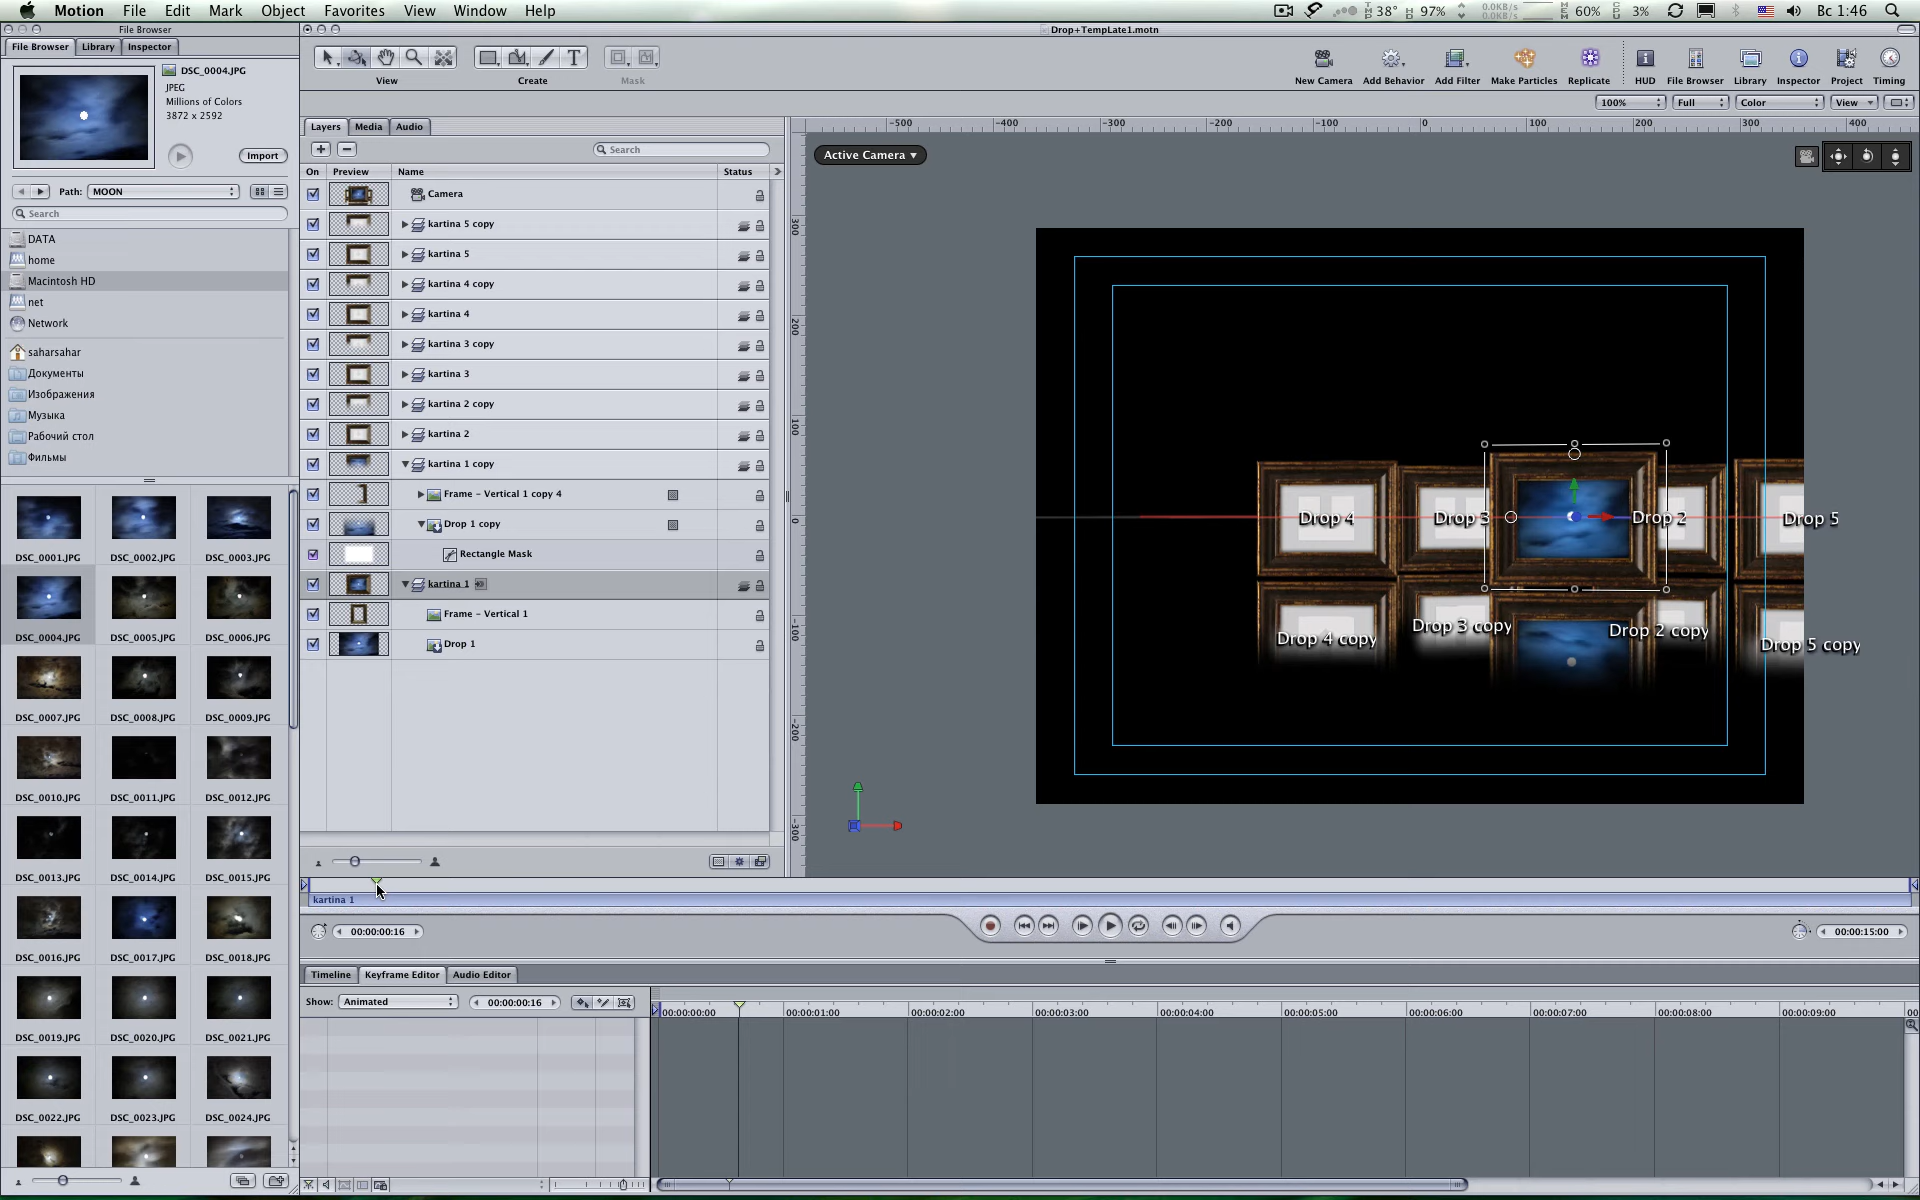 Motion File Edit Mark Object Favorites View Window Help
38° 97% 0.0KB/s 0.0KB/s 60% 3% Вс 1:46
File Browser
Drop+TempLate1.motn
File Browser Library Inspector
DSC_0004.JPG
JPEG
Millions of Colors
3872 x 2592
Import
Path: MOON
Search
DATA
home
Macintosh HD
net
Network
saharsahar
Документы
Изображения
Музыка
Рабочий стол
Фильмы
DSC_0001.JPG DSC_0002.JPG DSC_0003.JPG
DSC_0004.JPG DSC_0005.JPG DSC_0006.JPG
DSC_0007.JPG DSC_0008.JPG DSC_0009.JPG
DSC_0010.JPG DSC_0011.JPG DSC_0012.JPG
DSC_0013.JPG DSC_0014.JPG DSC_0015.JPG
DSC_0016.JPG DSC_0017.JPG DSC_0018.JPG
DSC_0019.JPG DSC_0020.JPG DSC_0021.JPG
DSC_0022.JPG DSC_0023.JPG DSC_0024.JPG
View Create Mask
New Camera Add Behavior Add Filter Make Particles Replicate HUD File Browser Library Inspector Project Timing
100% Full Color View
Layers Media Audio
Search
On Preview Name Status
Camera
kartina 5 copy
kartina 5
kartina 4 copy
kartina 4
kartina 3 copy
kartina 3
kartina 2 copy
kartina 2
kartina 1 copy
Frame - Vertical 1 copy 4
Drop 1 copy
Rectangle Mask
kartina 1
Frame - Vertical 1
Drop 1
-500 -400 -300 -200 -100 0 100 200 300 400
300
200
100
0
-100
-200
-300
Active Camera
Drop 4 Drop 3 Drop 2 Drop 5
Drop 4 copy Drop 3 copy Drop 2 copy Drop 5 copy
kartina 1
00:00:00:16
00:00:15:00
Timeline Keyframe Editor Audio Editor
Show: Animated 00:00:00:16
00:00:00:00 00:00:01:00 00:00:02:00 00:00:03:00 00:00:04:00 00:00:05:00 00:00:06:00 00:00:07:00 00:00:08:00 00:00:09:00 00